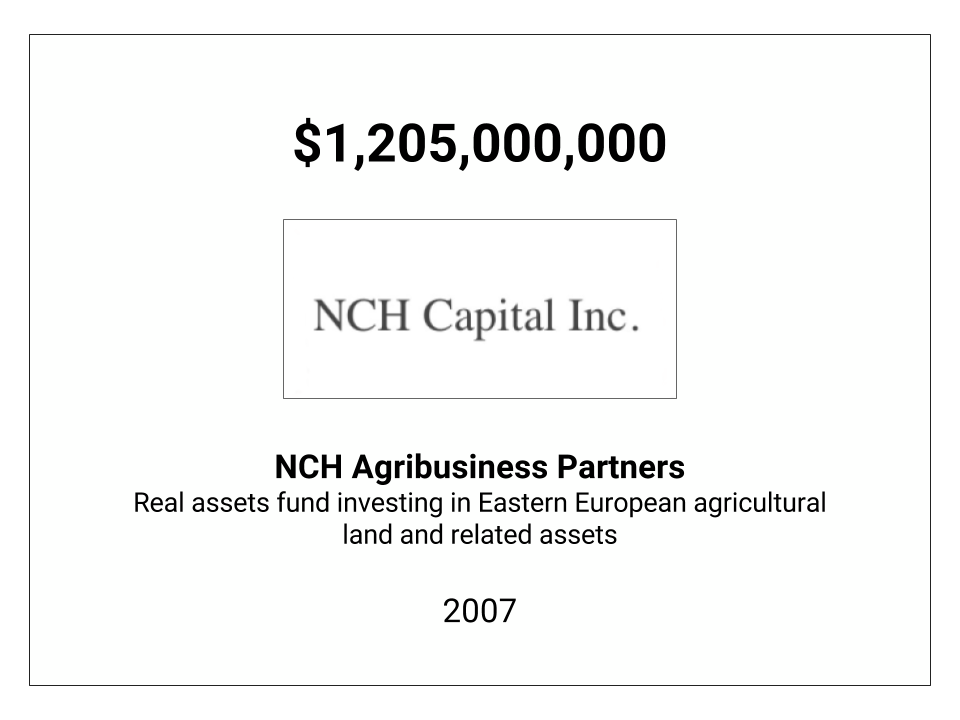 $1,205,000,000
NCH Capital Inc.
NCH Agribusiness Partners
Real assets fund investing in Eastern European agricultural
land and related assets
2007